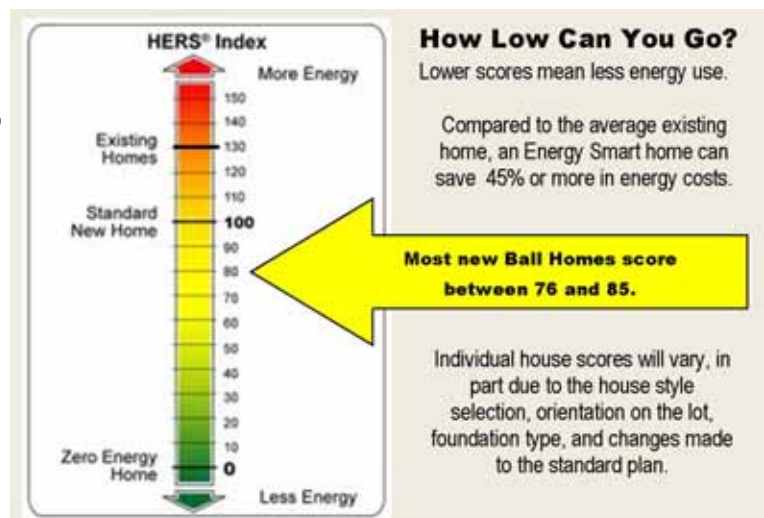 HERS® Index
More Energy
150
140
Existing
Homes
130
120
110
Standard
New Home
100
90
80
70
60
50
40
30
20
10
Zero Energy
Home
0
Less Energy
How Low Can You Go?
Lower scores mean less energy use.
Compared to the average existing
home, an Energy Smart home can
save 45% or more in energy costs.
Most new Ball Homes score
between 76 and 85.
Individual house scores will vary, in
part due to the house style
selection, orientation on the lot,
foundation type, and changes made
to the standard plan.